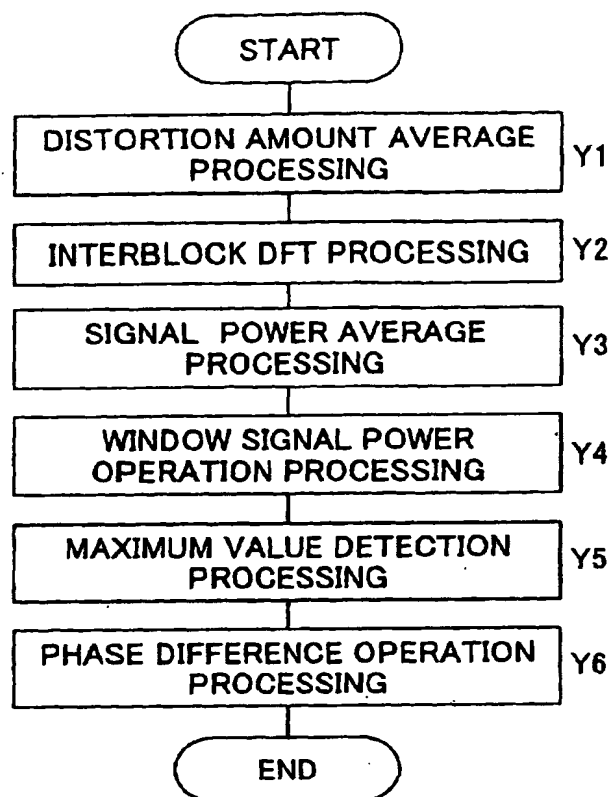 START
DISTORTION AMOUNT AVERAGE
PROCESSING
Y1
INTERBLOCK DFT PROCESSING
Y2
SIGNAL POWER AVERAGE
PROCESSING
Y3
WINDOW SIGNAL POWER
OPERATION PROCESSING
Y4
MAXIMUM VALUE DETECTION
PROCESSING
Y5
PHASE DIFFERENCE OPERATION
PROCESSING
Y6
END